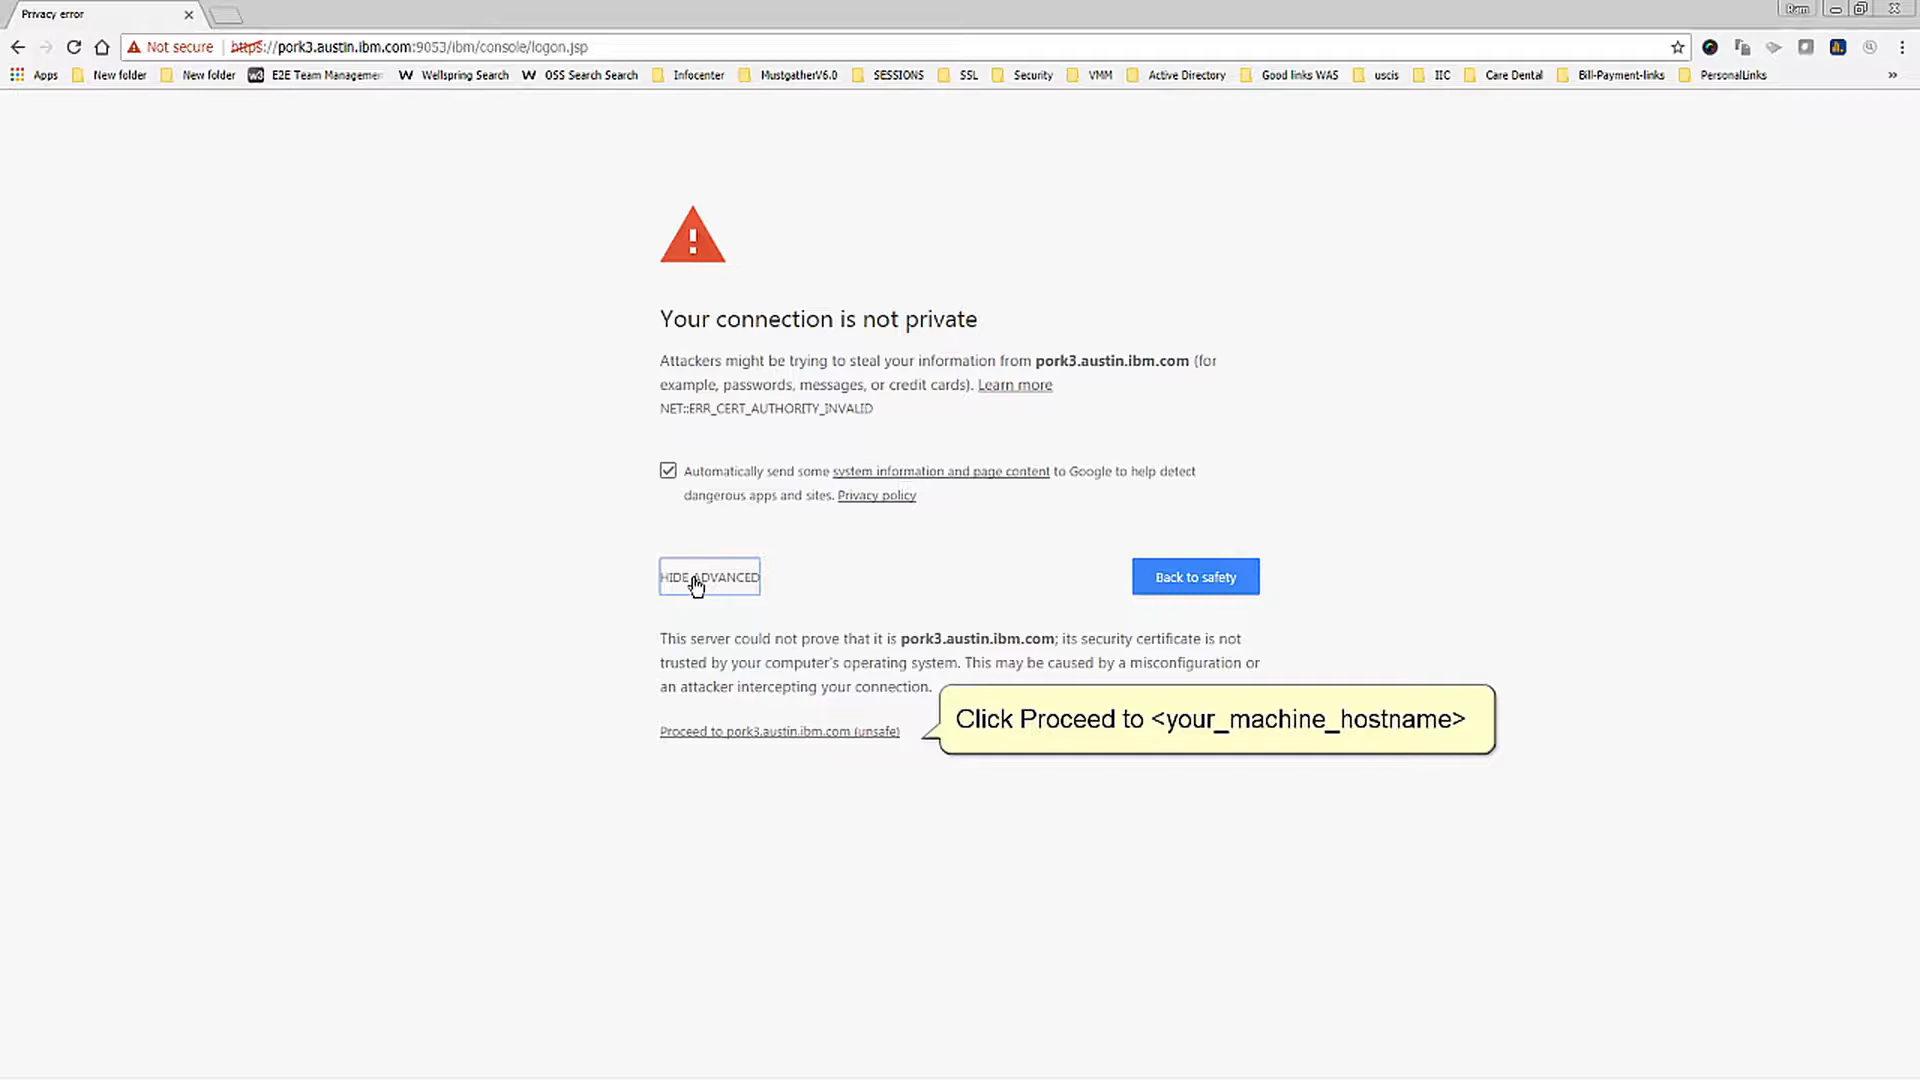 Privacy error
Ram
Not secure https://pork3.austin.ibm.com:9053/ibm/console/logon.jsp
Apps New folder New folder w3 E2E Team Managemer W Wellspring Search W OSS Search Search Infocenter MustgatherV6.0 SESSIONS SSL Security VMM Active Directory Good links WAS uscis IIC Care Dental Bill-Payment-links PersonalLinks »
Your connection is not private
Attackers might be trying to steal your information from pork3.austin.ibm.com (for
example, passwords, messages, or credit cards). Learn more
NET::ERR_CERT_AUTHORITY_INVALID
Automatically send some system information and page content to Google to help detect
dangerous apps and sites. Privacy policy
HIDE ADVANCED Back to safety
This server could not prove that it is pork3.austin.ibm.com; its security certificate is not
trusted by your computer's operating system. This may be caused by a misconfiguration or
an attacker intercepting your connection.
Click Proceed to <your_machine_hostname>
Proceed to pork3.austin.ibm.com (unsafe)